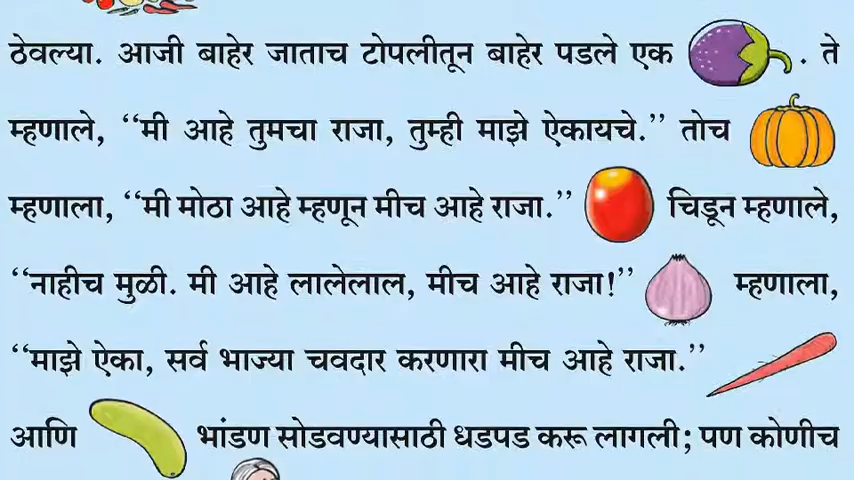 ठेवल्या. आजी बाहेर जाताच टोपलीतून बाहेर पडले एक . ते
म्हणाले, “मी आहे तुमचा राजा, तुम्ही माझे ऐकायचे.” तोच
म्हणाला, “मी मोठा आहे म्हणून मीच आहे राजा.” चिडून म्हणाले,
“नाहीच मुळी. मी आहे लालेलाल, मीच आहे राजा!” म्हणाला,
“माझे ऐका, सर्व भाज्या चवदार करणारा मीच आहे राजा.”
आणि भांडण सोडवण्यासाठी धडपड करू लागली; पण कोणीच